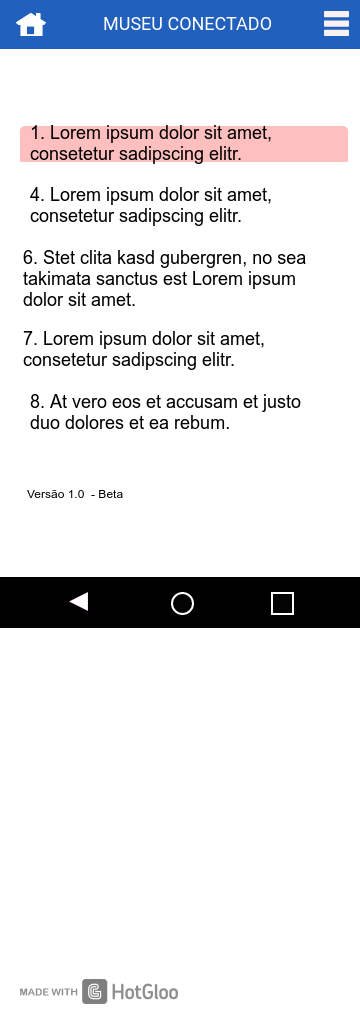 MUSEU CONECTADO
1. Lorem ipsum dolor sit amet,
consetetur sadipscing elitr.
4. Lorem ipsum dolor sit amet,
consetetur sadipscing elitr.
6. Stet clita kasd gubergren, no sea
takimata sanctus est Lorem ipsum
dolor sit amet.
7. Lorem ipsum dolor sit amet,
consetetur sadipscing elitr.
8. At vero eos et accusam et justo
duo dolores et ea rebum.
Versão 1.0 - Beta
MADE WITH HotGloo